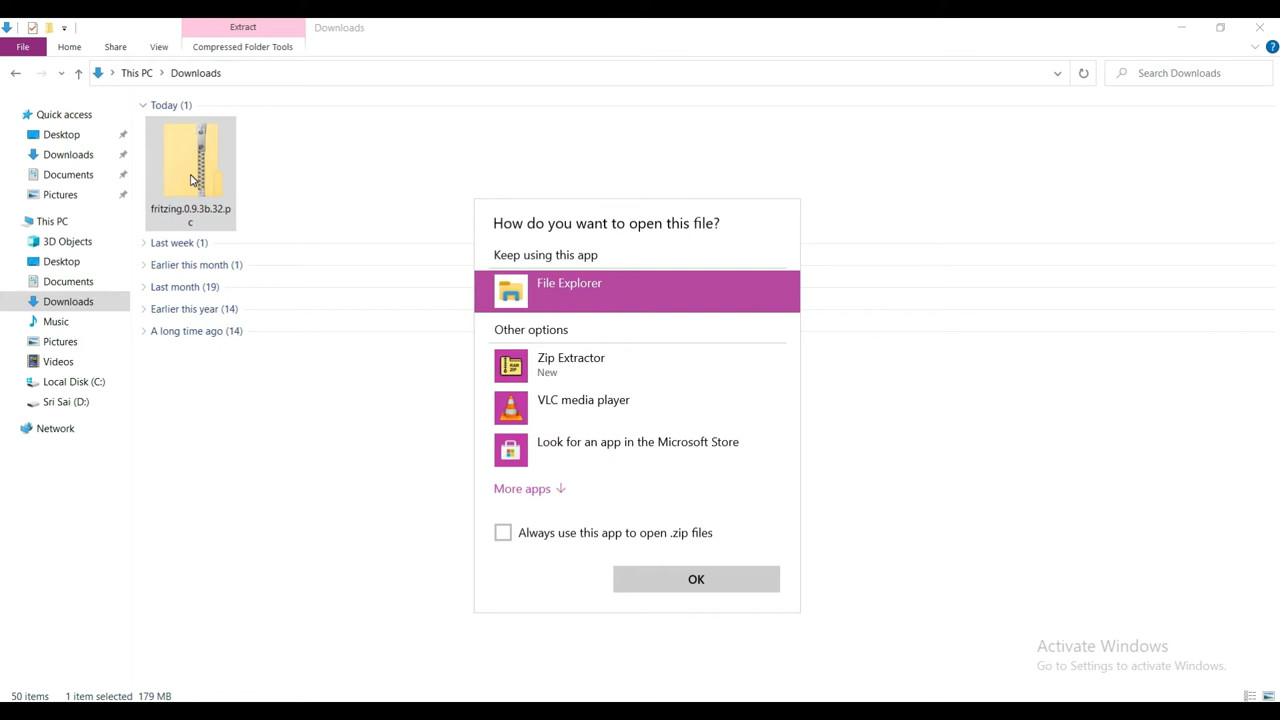 Extract
Downloads
File
Home
Share
View
Compressed Folder Tools
This PC
Downloads
Search Downloads
Quick access
Desktop
Downloads
Documents
Pictures
This PC
3D Objects
Desktop
Documents
Downloads
Music
Pictures
Videos
Local Disk (C:)
Sri Sai (D:)
Network
Today (1)
fritzing.0.9.3b.32.p
c
Last week (1)
Earlier this month (1)
Last month (19)
Earlier this year (14)
A long time ago (14)
How do you want to open this file?
Keep using this app
File Explorer
Other options
Zip Extractor
New
VLC media player
Look for an app in the Microsoft Store
More apps
Always use this app to open .zip files
OK
Activate Windows
Go to Settings to activate Windows.
50 items
1 item selected 179 MB